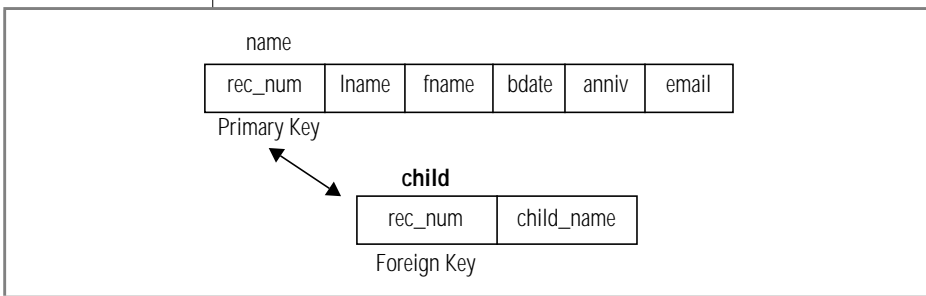 name
rec_num lname fname bdate anniv email
Primary Key
child
rec_num child_name
Foreign Key